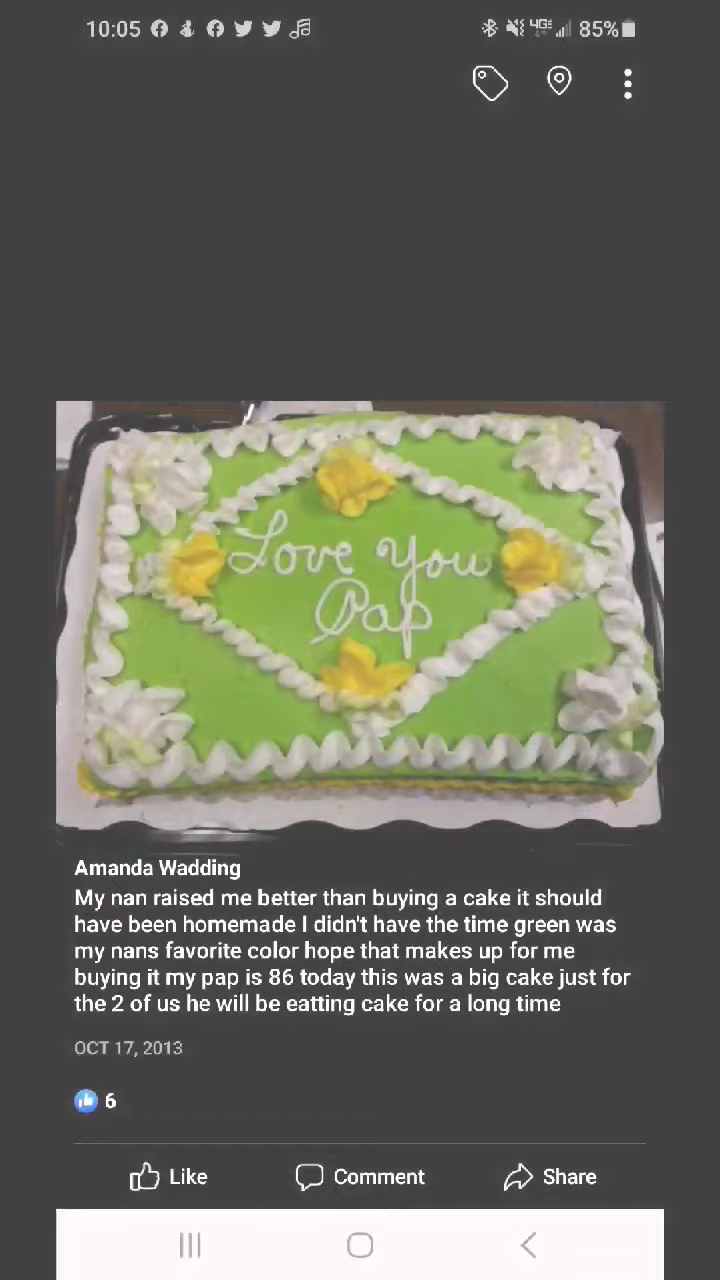 10:05 4GE 85%
Love You
Pap
Amanda Wadding
My nan raised me better than buying a cake it should
have been homemade I didn't have the time green was
my nans favorite color hope that makes up for me
buying it my pap is 86 today this was a big cake just for
the 2 of us he will be eatting cake for a long time
OCT 17, 2013
6
Like Comment Share